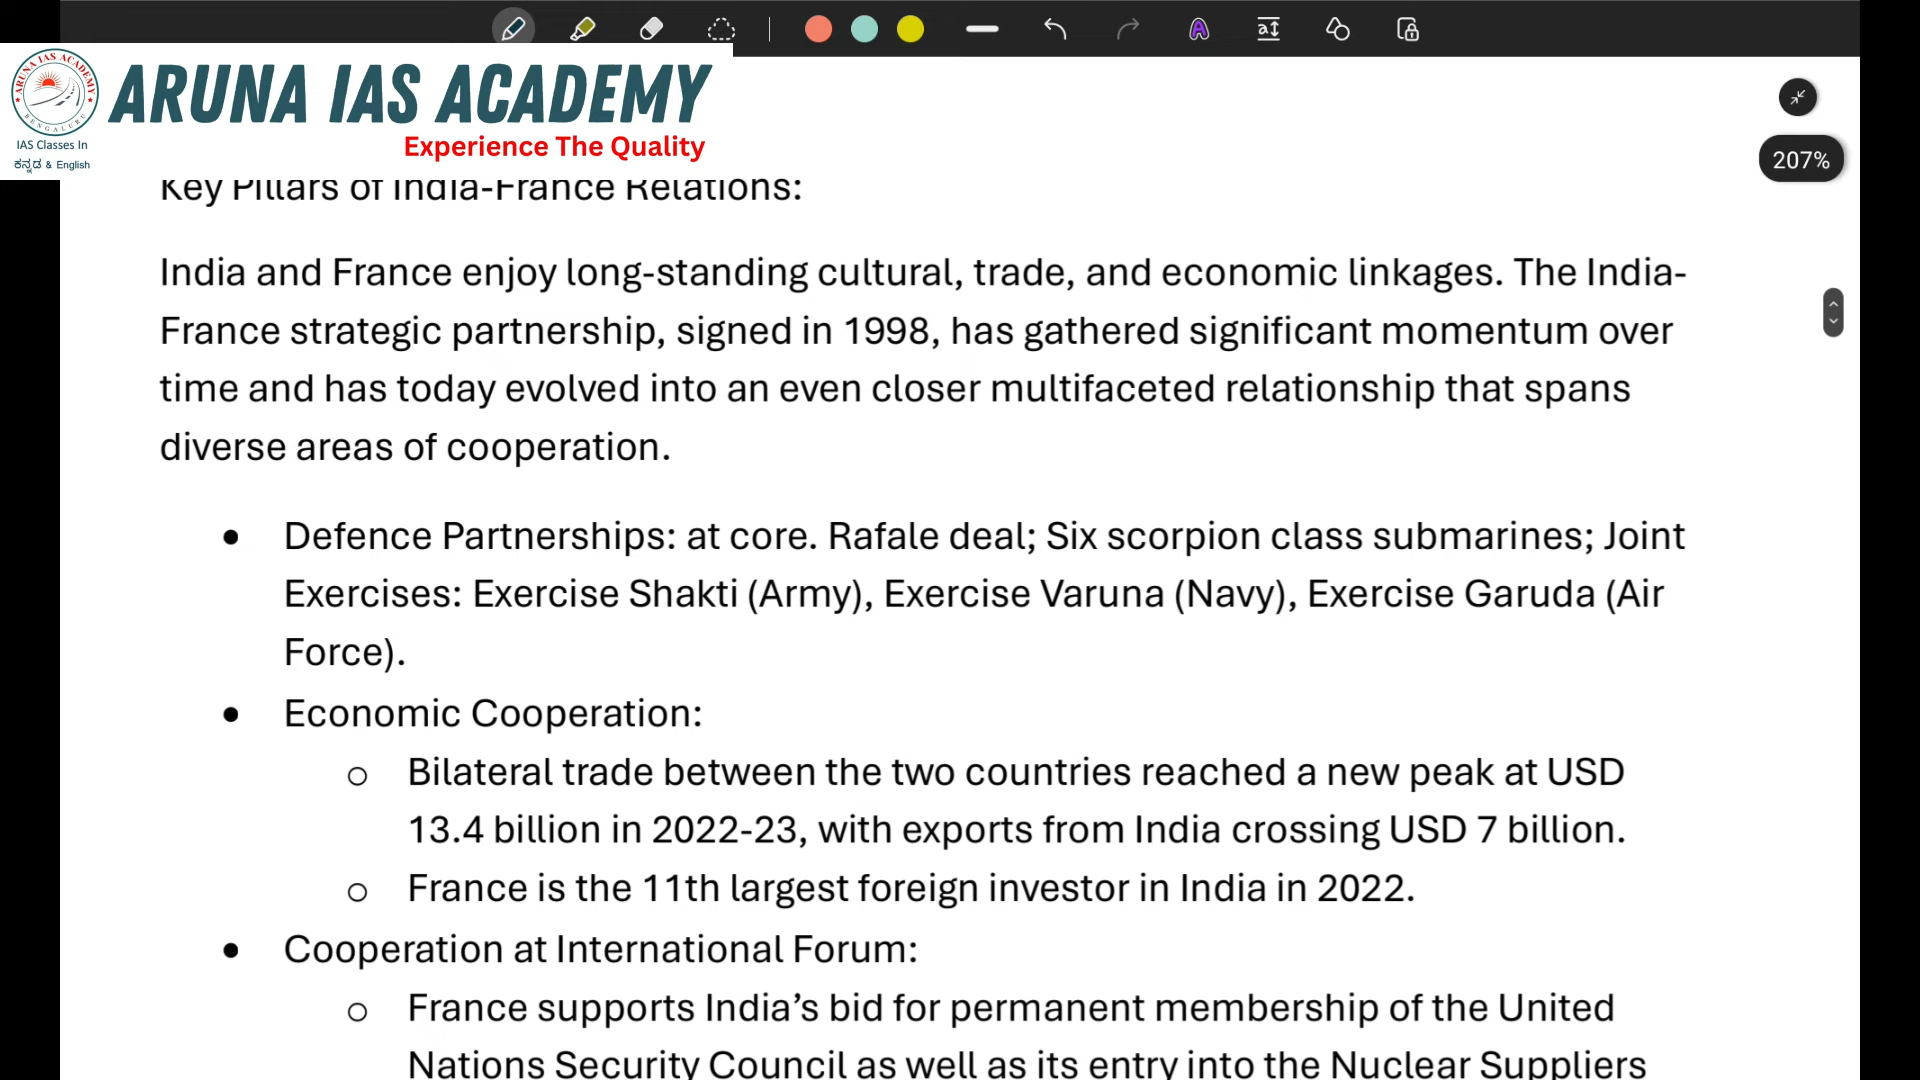 ARUNA IAS ACADEMY
Experience The Quality
ARUNA IAS ACADEMY
BENGALURU
IAS Classes In
ಕನ್ನಡ & English
207%
Key Pillars of India-France Relations:
India and France enjoy long-standing cultural, trade, and economic linkages. The India-
France strategic partnership, signed in 1998, has gathered significant momentum over
time and has today evolved into an even closer multifaceted relationship that spans
diverse areas of cooperation.
• Defence Partnerships: at core. Rafale deal; Six scorpion class submarines; Joint
Exercises: Exercise Shakti (Army), Exercise Varuna (Navy), Exercise Garuda (Air
Force).
• Economic Cooperation:
o Bilateral trade between the two countries reached a new peak at USD
13.4 billion in 2022-23, with exports from India crossing USD 7 billion.
o France is the 11th largest foreign investor in India in 2022.
• Cooperation at International Forum:
o France supports India’s bid for permanent membership of the United
Nations Security Council as well as its entry into the Nuclear Suppliers